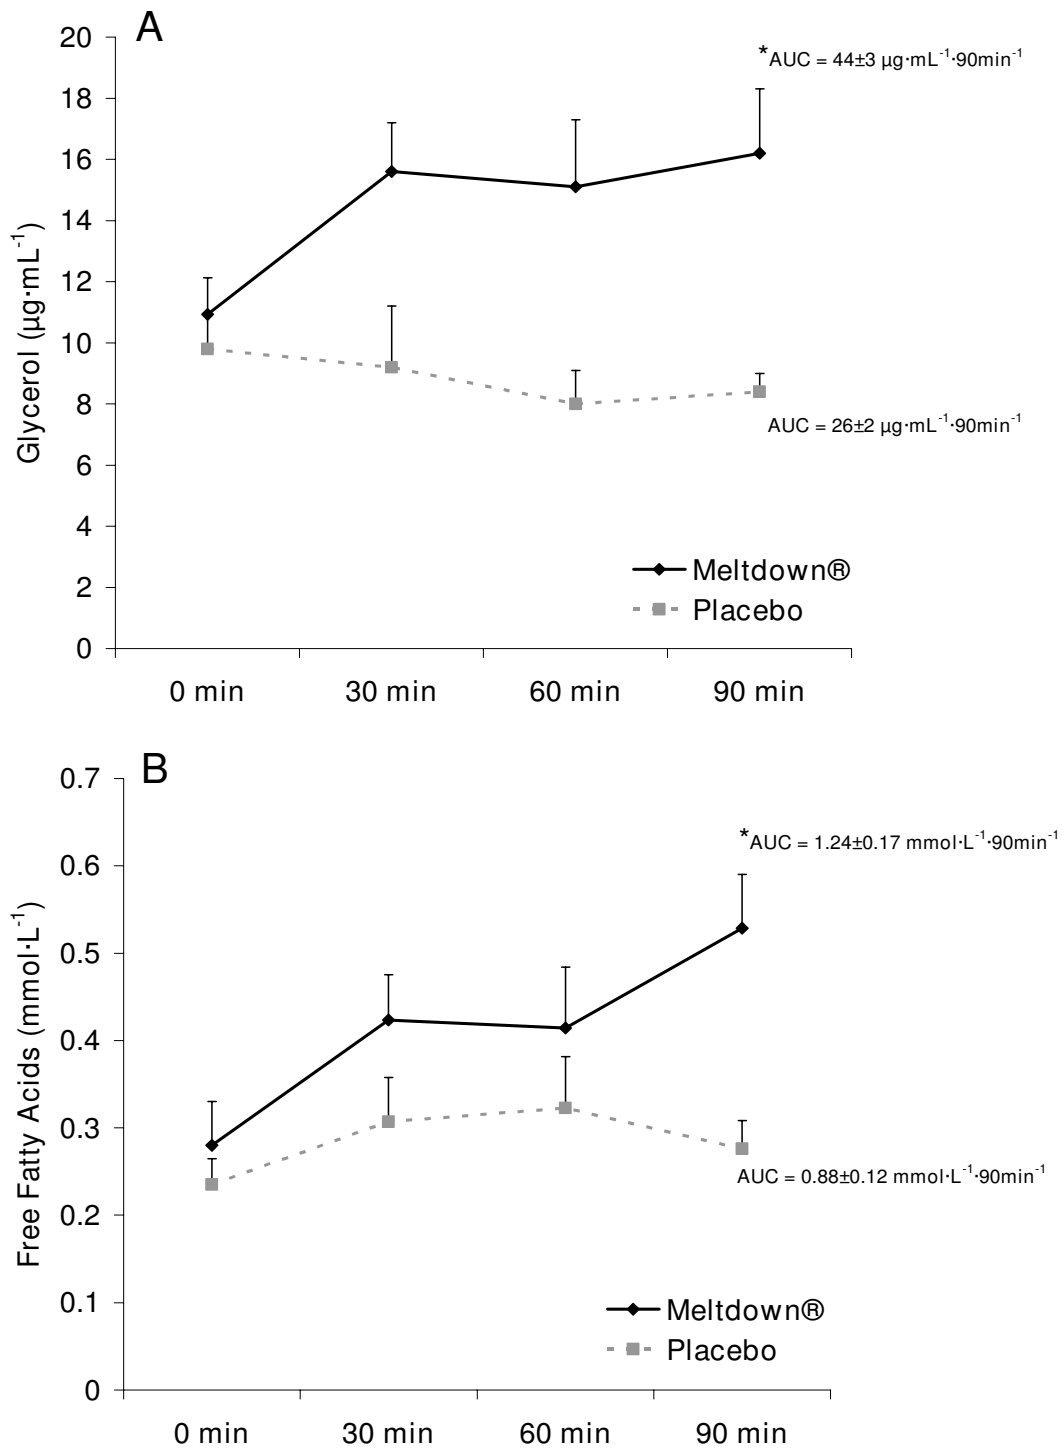 A
20
*AUC = 44±3 µg·mL⁻¹·90min⁻¹
18
16
14
12
10
8
AUC = 26±2 µg·mL⁻¹·90min⁻¹
6
4
2
0
Glycerol (µg·mL⁻¹)
Meltdown®
Placebo
0 min 30 min 60 min 90 min
B
0.7
*AUC = 1.24±0.17 mmol·L⁻¹·90min⁻¹
0.6
0.5
0.4
0.3
AUC = 0.88±0.12 mmol·L⁻¹·90min⁻¹
0.2
0.1
0
Free Fatty Acids (mmol·L⁻¹)
Meltdown®
Placebo
0 min 30 min 60 min 90 min